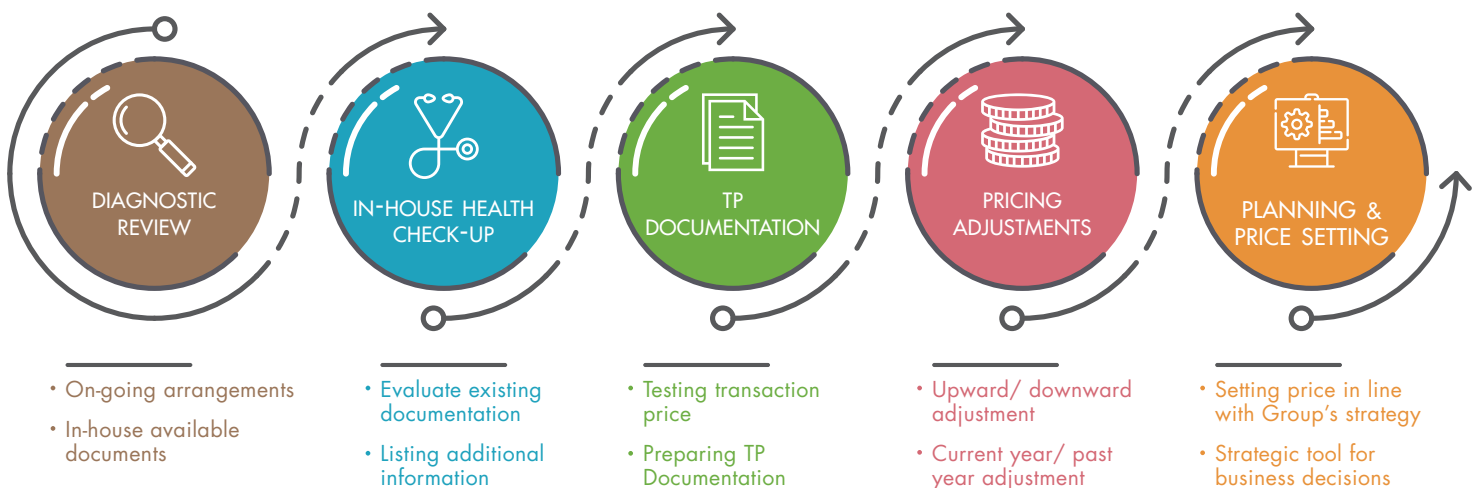 DIAGNOSTIC
REVIEW
IN-HOUSE HEALTH
CHECK-UP
TP
DOCUMENTATION
PRICING
ADJUSTMENTS
PLANNING &
PRICE SETTING
• On-going arrangements
• In-house available
documents
• Evaluate existing
documentation
• Listing additional
information
• Testing transaction
price
• Preparing TP
Documentation
• Upward/ downward
adjustment
• Current year/ past
year adjustment
• Setting price in line
with Group's strategy
• Strategic tool for
business decisions